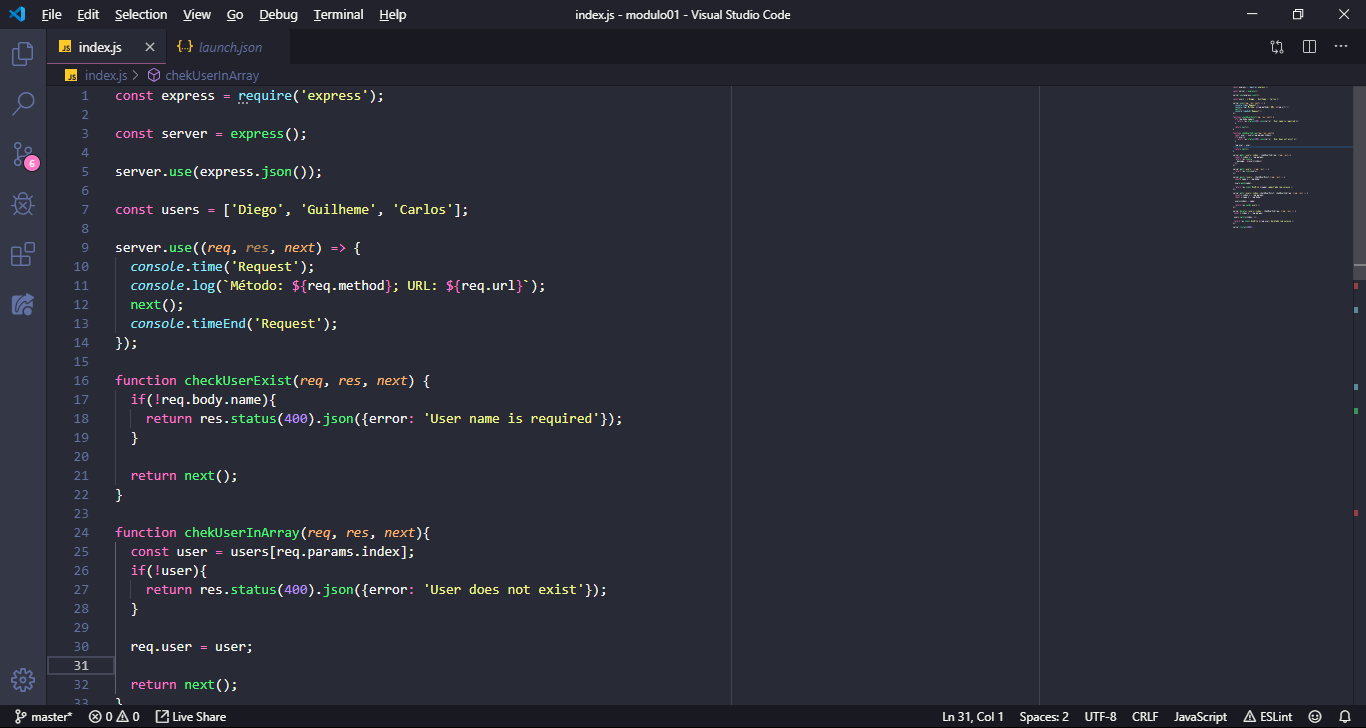 File Edit Selection View Go Debug Terminal Help index.js - modulo01 - Visual Studio Code
JS index.js {··} launch.json
JS index.js > chekUserInArray
1 const express = require('express');
2
3 const server = express();
4
5 server.use(express.json());
6
7 const users = ['Diego', 'Guilheme', 'Carlos'];
8
9 server.use((req, res, next) => {
10 console.time('Request');
11 console.log(`Método: ${req.method}; URL: ${req.url}`);
12 next();
13 console.timeEnd('Request');
14 });
15
16 function checkUserExist(req, res, next) {
17 if(!req.body.name){
18 return res.status(400).json({error: 'User name is required'});
19 }
20
21 return next();
22 }
23
24 function chekUserInArray(req, res, next){
25 const user = users[req.params.index];
26 if(!user){
27 return res.status(400).json({error: 'User does not exist'});
28 }
29
30 req.user = user;
31
32 return next();
33 }
6
master* 0 0 Live Share Ln 31, Col 1 Spaces: 2 UTF-8 CRLF JavaScript ESLint